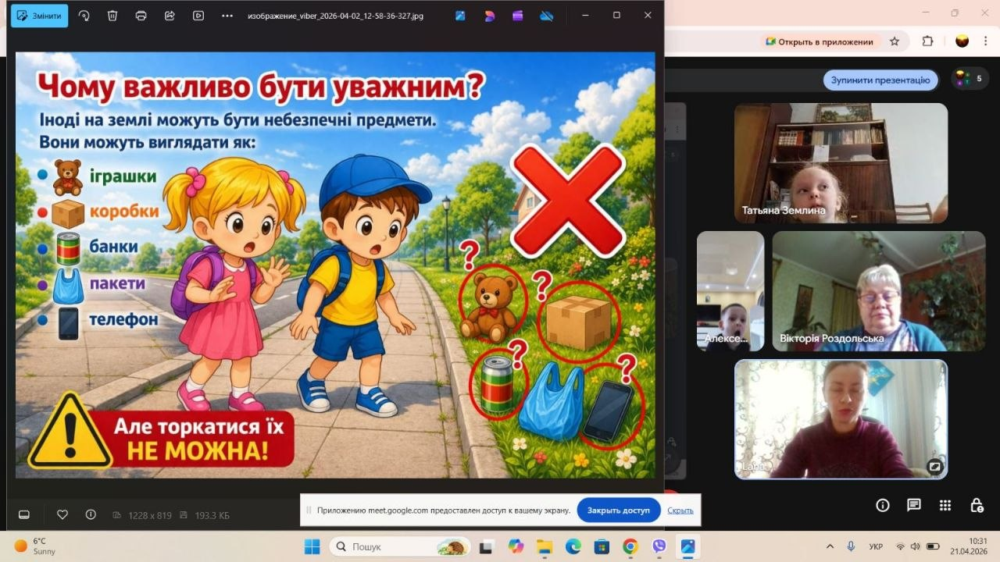 Змінити
изображение_viber_2026-04-02_12-58-36-327.jpg
Открыть в приложении
Зупинити презентацію
5
Чому важливо бути уважним?
Іноді на землі можуть бути небезпечні предмети.
Вони можуть виглядати як:
іграшки
коробки
банки
пакети
телефон
?
?
?
?
Але торкатися їх
НЕ МОЖНА!
Татьяна Землина
Алексе...
Вікторія Роздольська
1228 x 819
193.3 КБ
Приложению meet.google.com предоставлен доступ к вашему экрану.
Закрыть доступ
Скрыть
6°C
Sunny
Пошук
УКР
10:31
21.04.2026